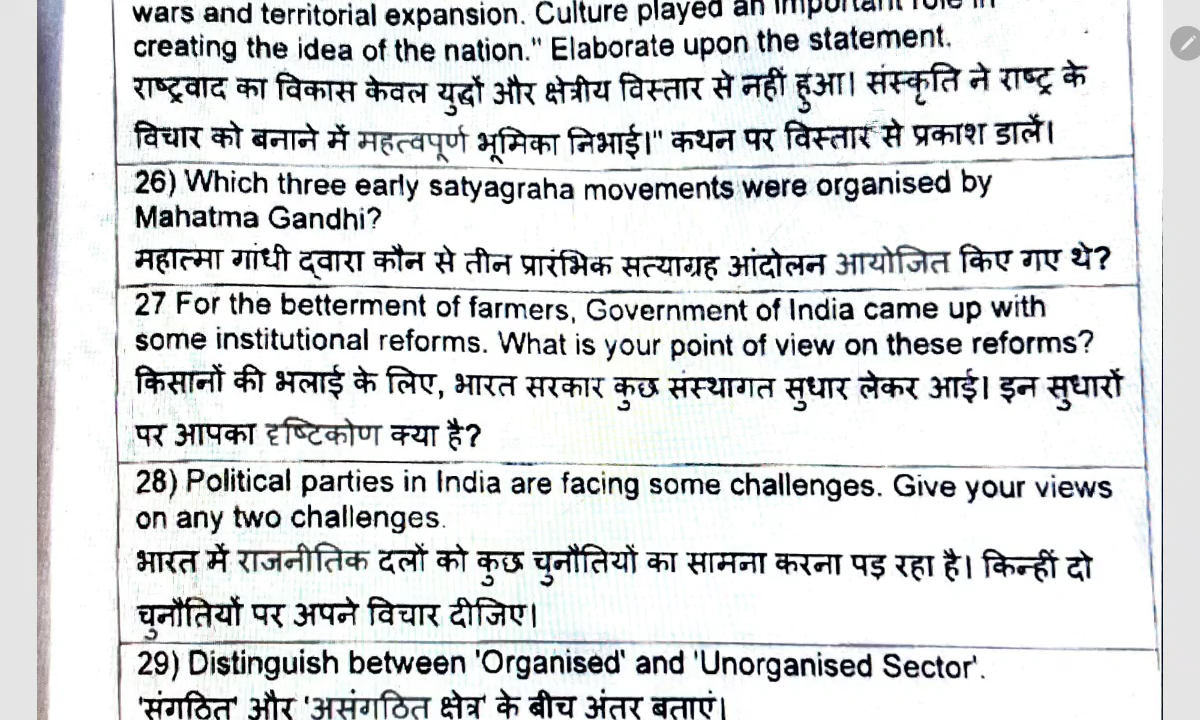 wars and territorial expansion. Culture played an important role in
creating the idea of the nation." Elaborate upon the statement.
राष्ट्रवाद का विकास केवल युद्धों और क्षेत्रीय विस्तार से नहीं हुआ। संस्कृति ने राष्ट्र के
विचार को बनाने में महत्वपूर्ण भूमिका निभाई।" कथन पर विस्तार से प्रकाश डालें।
26) Which three early satyagraha movements were organised by
Mahatma Gandhi?
महात्मा गांधी द्वारा कौन से तीन प्रारंभिक सत्याग्रह आंदोलन आयोजित किए गए थे?
27 For the betterment of farmers, Government of India came up with
some institutional reforms. What is your point of view on these reforms?
किसानों की भलाई के लिए, भारत सरकार कुछ संस्थागत सुधार लेकर आई। इन सुधारों
पर आपका दृष्टिकोण क्या है?
28) Political parties in India are facing some challenges. Give your views
on any two challenges.
भारत में राजनीतिक दलों को कुछ चुनौतियों का सामना करना पड़ रहा है। किन्हीं दो
चुनौतियों पर अपने विचार दीजिए।
29) Distinguish between 'Organised' and 'Unorganised Sector'.
'संगठित' और 'असंगठित क्षेत्र' के बीच अंतर बताएं।